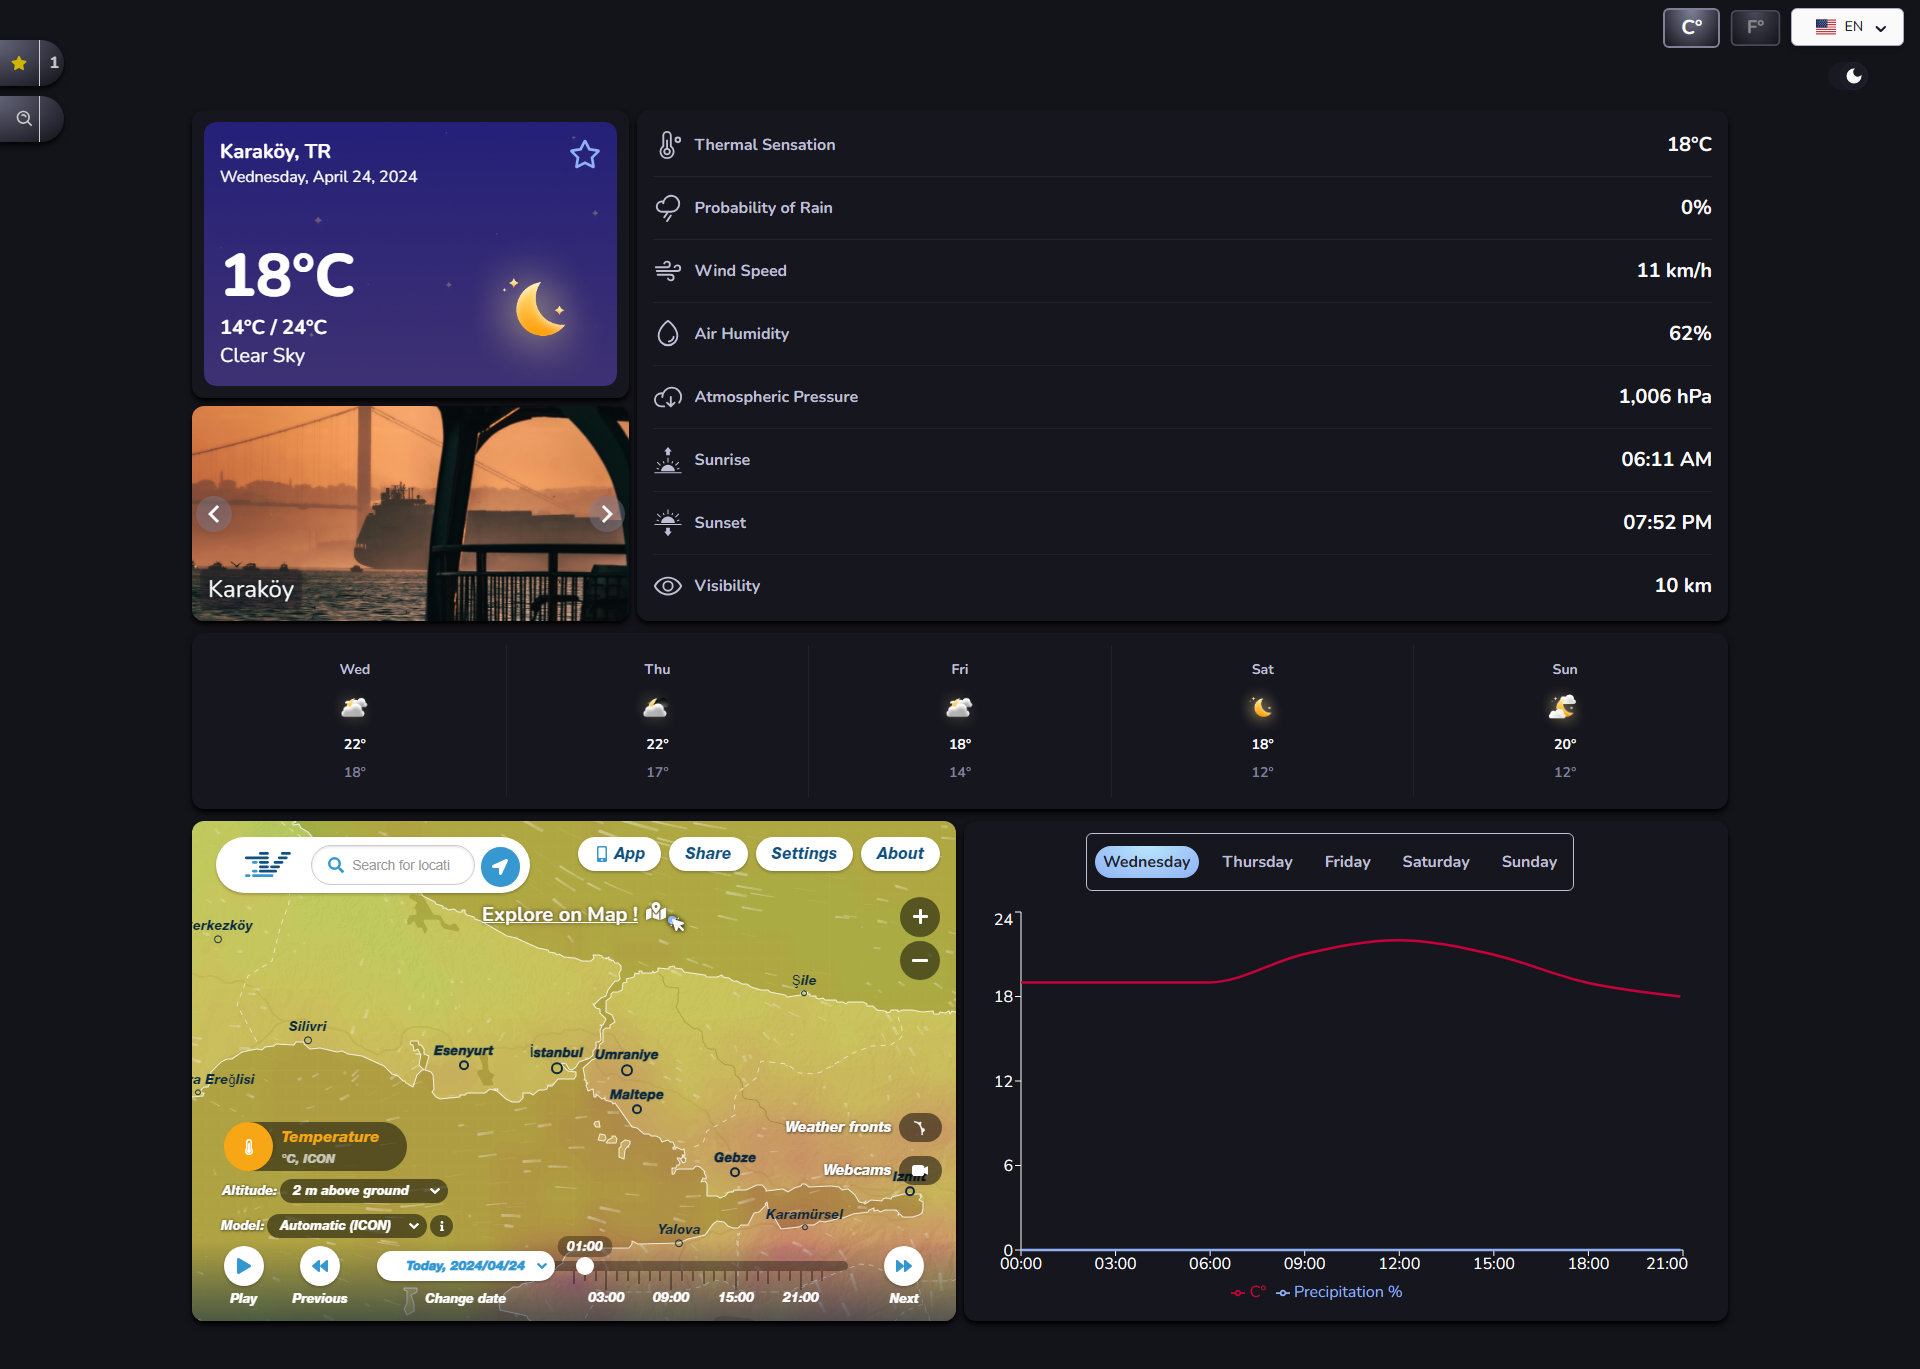 C° F° EN
1
Karaköy, TR
Wednesday, April 24, 2024
18°C
14°C / 24°C
Clear Sky
Karaköy
Thermal Sensation 18°C
Probability of Rain 0%
Wind Speed 11 km/h
Air Humidity 62%
Atmospheric Pressure 1,006 hPa
Sunrise 06:11 AM
Sunset 07:52 PM
Visibility 10 km
Wed Thu Fri Sat Sun
22° 22° 18° 18° 20°
18° 17° 14° 12° 12°
Search for locati
App Share Settings About
Explore on Map !
+
−
erkezköy
Şile
Silivri
Esenyurt İstanbul Umraniye
a Ereğlisi
Maltepe
Weather fronts
Temperature
°C, ICON
Gebze
Webcams
Izmit
Altitude: 2 m above ground
Karamürsel
Model: Automatic (ICON) i
Yalova
01:00
Today, 2024/04/24
Play Previous Change date 03:00 09:00 15:00 21:00 Next
Wednesday Thursday Friday Saturday Sunday
24
18
12
6
0
00:00 03:00 06:00 09:00 12:00 15:00 18:00 21:00
C° Precipitation %